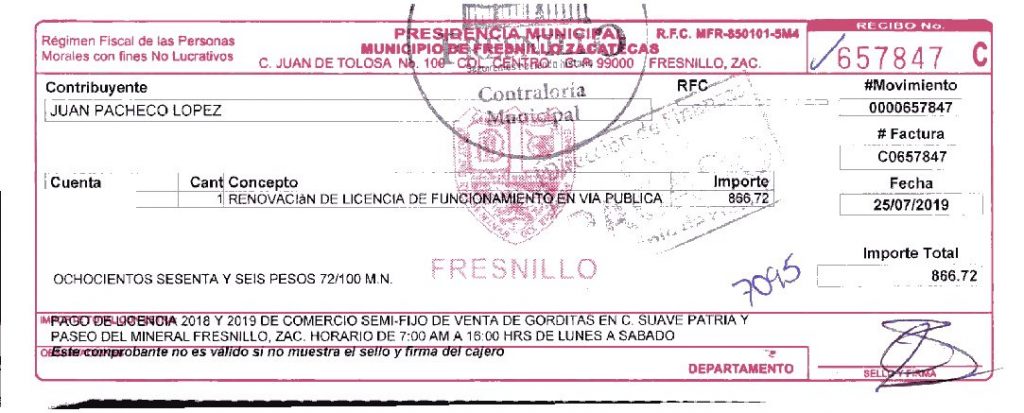 Régimen Fiscal de las Personas
Morales con fines No Lucrativos
PRESIDENCIA MUNICIPAL
MUNICIPIO DE FRESNILLO ZACATECAS
C. JUAN DE TOLOSA No. 100 COL. CENTRO C.P. 99000 FRESNILLO, ZAC.
R.F.C. MFR-850101-5M4
RECIBO No.
657847 C
Contraloria
Municipal
Contribuyente
RFC
#Movimiento
JUAN PACHECO LOPEZ
0000657847
# Factura
C0657847
Cuenta Cant Concepto Importe
Fecha
1 RENOVACIàN DE LICENCIA DE FUNCIONAMIENTO EN VIA PUBLICA 866.72
25/07/2019
Importe Total
866.72
FRESNILLO
7095
OCHOCIENTOS SESENTA Y SEIS PESOS 72/100 M.N.
PAGO DE LICENCIA 2018 Y 2019 DE COMERCIO SEMI-FIJO DE VENTA DE GORDITAS EN C. SUAVE PATRIA Y
PASEO DEL MINERAL FRESNILLO, ZAC. HORARIO DE 7:00 AM A 16:00 HRS DE LUNES A SABADO
Este comprobante no es válido si no muestra el sello y firma del cajero
DEPARTAMENTO
SELLO Y FIRMA